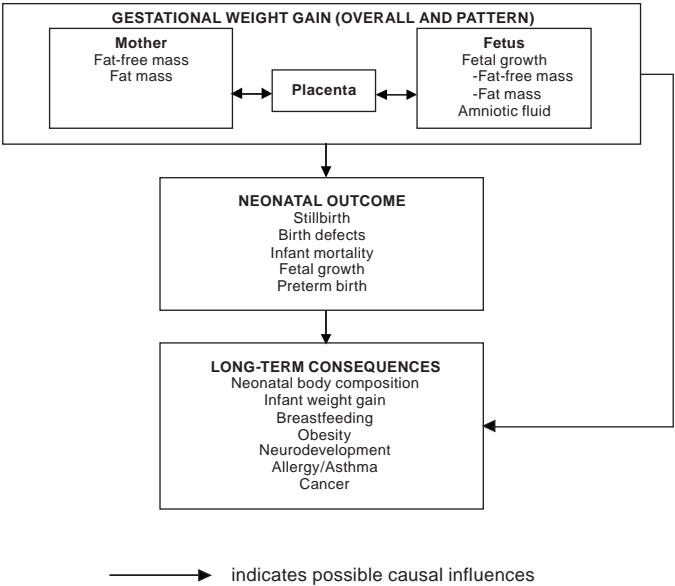 GESTATIONAL WEIGHT GAIN (OVERALL AND PATTERN)
Mother
Fat-free mass
Fat mass
Placenta
Fetus
Fetal growth
-Fat-free mass
-Fat mass
Amniotic fluid
NEONATAL OUTCOME
Stillbirth
Birth defects
Infant mortality
Fetal growth
Preterm birth
LONG-TERM CONSEQUENCES
Neonatal body composition
Infant weight gain
Breastfeeding
Obesity
Neurodevelopment
Allergy/Asthma
Cancer
indicates possible causal influences